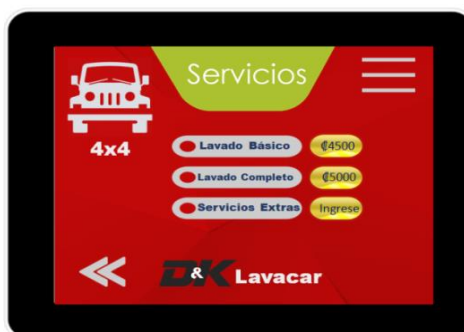 Servicios
4x4
Lavado Básico ₡4500
Lavado Completo ₡5000
Servicios Extras Ingrese
D&K Lavacar